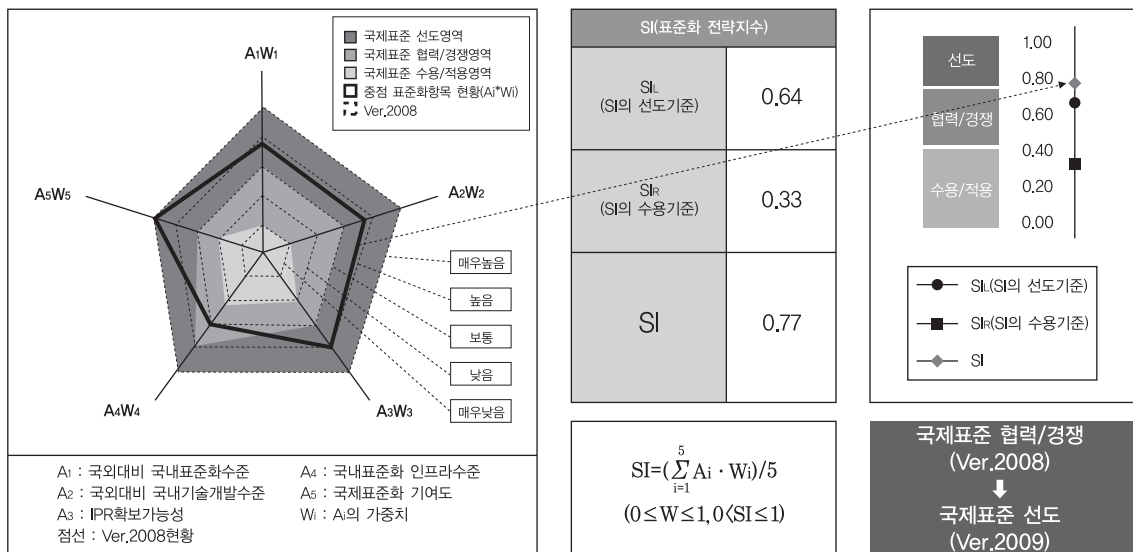 A₁W₁
국제표준 선도영역
국제표준 협력/경쟁영역
국제표준 수용/적용영역
중점 표준화항목 현황(Ai*Wi)
Ver.2008
A₅W₅
A₂W₂
매우높음
높음
보통
낮음
매우낮음
A₄W₄
A₃W₃
A₁ : 국외대비 국내표준화수준
A₂ : 국외대비 국내기술개발수준
A₃ : IPR확보가능성
점선 : Ver.2008현황
A₄ : 국내표준화 인프라수준
A₅ : 국제표준화 기여도
Wᵢ : Aᵢ의 가중치
SI(표준화 전략지수)
SIL
(SI의 선도기준)
0.64
SIR
(SI의 수용기준)
0.33
SI
0.77
SI=(∑Ai · Wi)/5
5
i=1
(0≤W≤1, 0<SI≤1)
선도
협력/경쟁
수용/적용
1.00
0.80
0.60
0.40
0.20
0.00
SIL(SI의 선도기준)
SIR(SI의 수용기준)
SI
국제표준 협력/경쟁
(Ver.2008)
국제표준 선도
(Ver.2009)